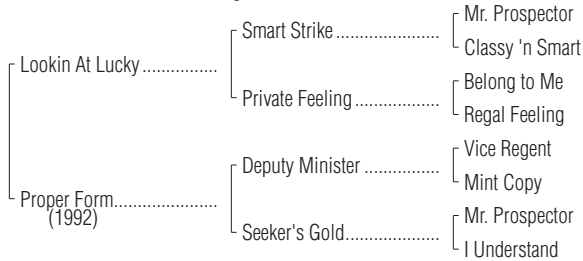 Mr. Prospector
Smart Strike ....................
Classy 'n Smart
Lookin At Lucky ...............
Belong to Me
Private Feeling ..................
Regal Feeling
Vice Regent
Deputy Minister ................
Mint Copy
Proper Form.....................
(1992)
Mr. Prospector
Seeker's Gold...................
I Understand